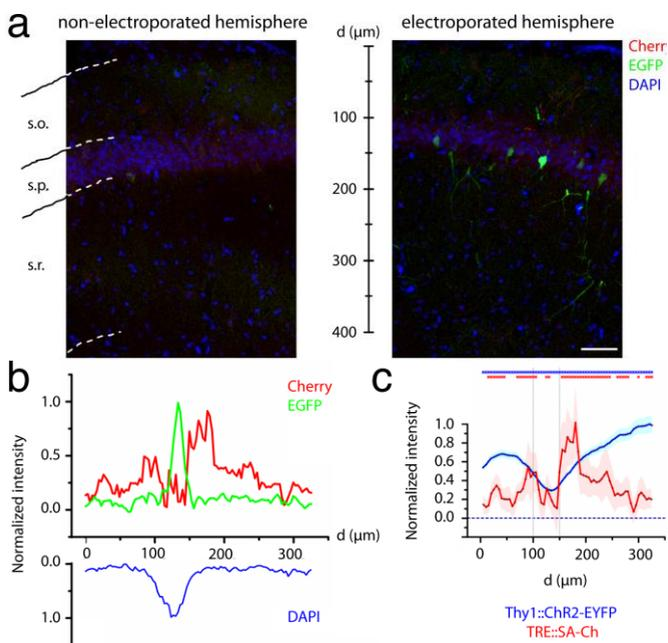 a
non-electroporated hemisphere
d (μm)
electroporated hemisphere
Cherry
EGFP
DAPI
s.o.
s.p.
s.r.
0
100
200
300
400
b
Cherry
EGFP
Normalized intensity
1.0
0.5
0.0
0 100 200 300
d (μm)
0.0
1.0
DAPI
c
Normalized intensity
1.0
0.8
0.6
0.4
0.2
0.0
0 100 200 300
d (μm)
Thy1::ChR2-EYFP
TRE::SA-Ch